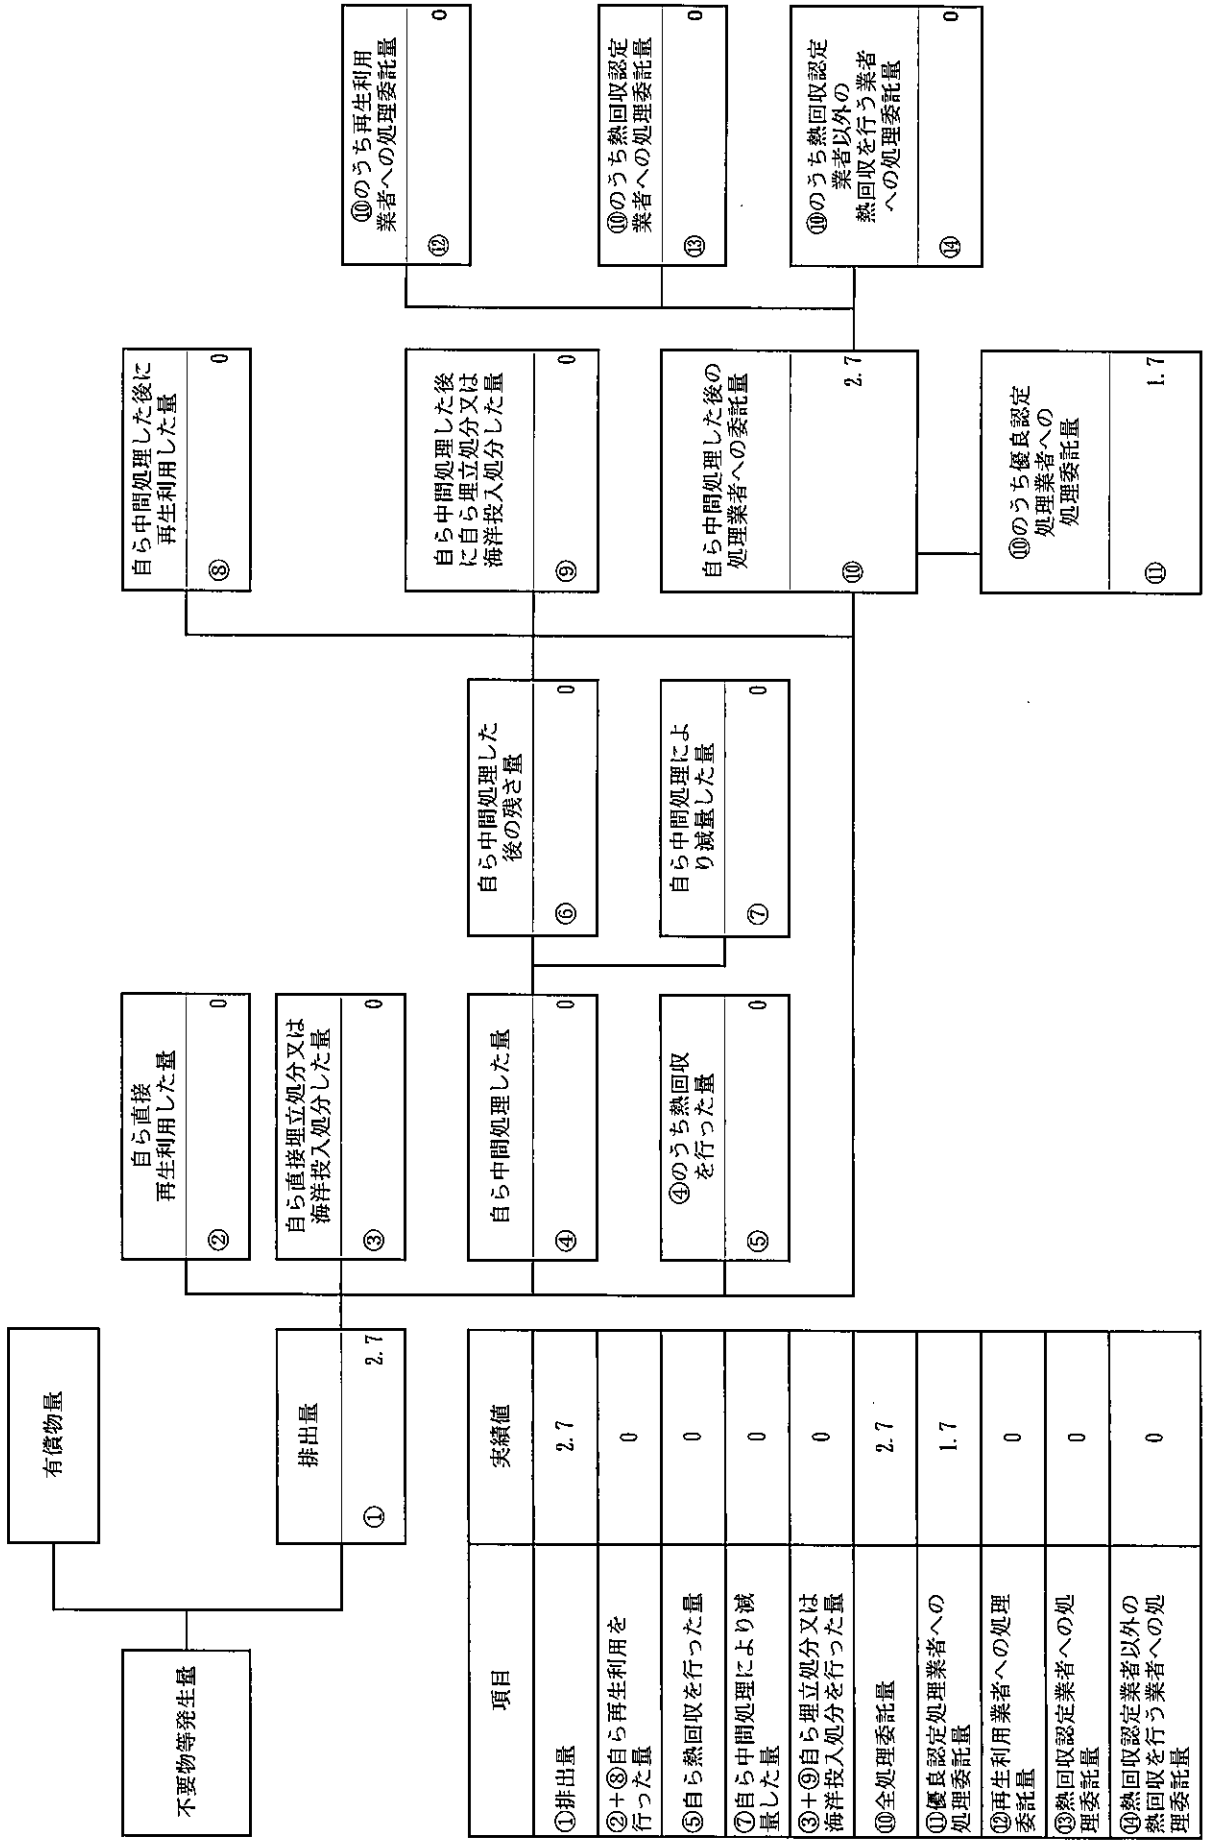 不要物等発生量
有償物量
排出量
① 2.7
自ら直接
再生利用した量
② 0
自ら直接埋立処分又は
海洋投入処分した量
③ 0
自ら中間処理した量
④ 0
④のうち熱回収
を行った量
⑤ 0
自ら中間処理した
後の残さ量
⑥ 0
自ら中間処理によ
り減量した量
⑦ 0
自ら中間処理した後に
再生利用した量
⑧ 0
自ら中間処理した後
に自ら埋立処分又は
海洋投入処分した量
⑨ 0
自ら中間処理した後の
処理業者への委託量
⑩ 2.7
⑩のうち優良認定
処理業者への
処理委託量
⑪ 1.7
⑩のうち再生利用
業者への処理委託量
⑫ 0
⑩のうち熱回収認定
業者への処理委託量
⑬ 0
⑩のうち熱回収認定
業者以外の
熱回収を行う業者
への処理委託量
⑭ 0
項目 実績値
①排出量 2.7
②+⑧自ら再生利用を
行った量 0
⑤自ら熱回収を行った量 0
⑦自ら中間処理により減
量した量 0
③+⑨自ら埋立処分又は
海洋投入処分を行った量 0
⑩全処理委託量 2.7
⑪優良認定処理業者への
処理委託量 1.7
⑫再生利用業者への処理
委託量 0
⑬熱回収認定業者への処
理委託量 0
⑭熱回収認定業者以外の
熱回収を行う業者への処
理委託量 0